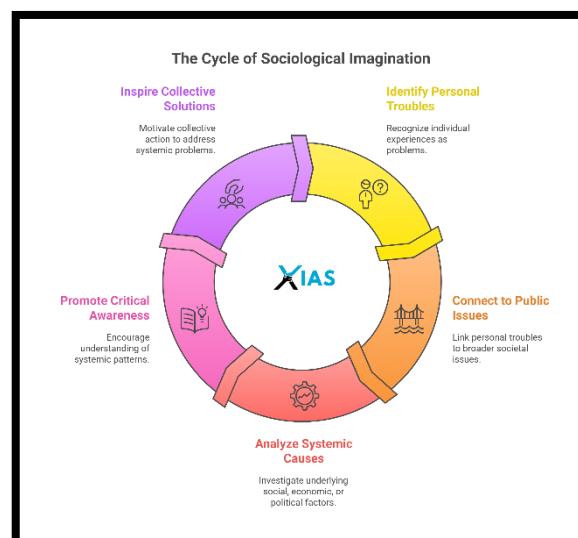 The Cycle of Sociological Imagination
Inspire Collective
Solutions
Motivate collective
action to address
systemic problems.
Identify Personal
Troubles
Recognize individual
experiences as
problems.
XIAS
Promote Critical
Awareness
Encourage
understanding of
systemic patterns.
Connect to Public
Issues
Link personal troubles
to broader societal
issues.
Analyze Systemic
Causes
Investigate underlying
social, economic, or
political factors.